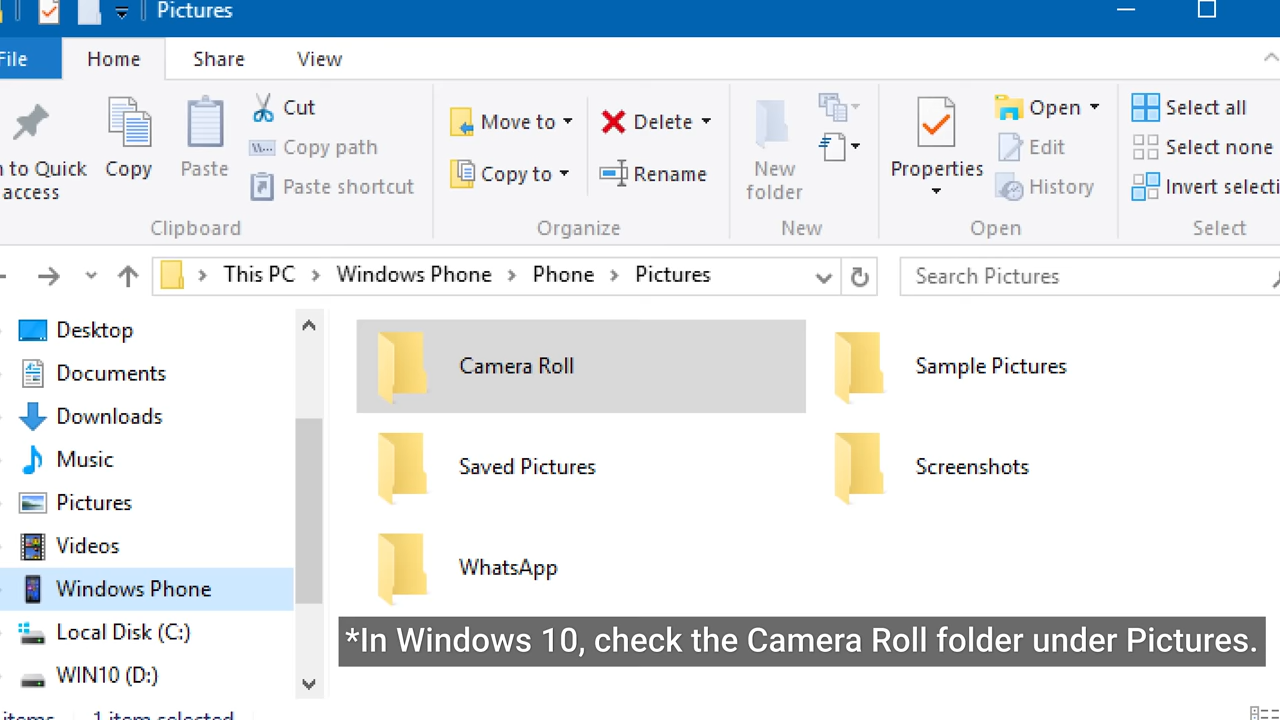 Pictures
File Home Share View
n to Quick access
Copy
Paste
Cut
Copy path
Paste shortcut
Clipboard
Move to
Copy to
Delete
Rename
Organize
New folder
New
Properties
Open
Edit
History
Open
Select all
Select none
Invert selecti
Select
This PC > Windows Phone > Phone > Pictures
Search Pictures
Desktop
Documents
Downloads
Music
Pictures
Videos
Windows Phone
Local Disk (C:)
WIN10 (D:)
Camera Roll
Sample Pictures
Saved Pictures
Screenshots
WhatsApp
*In Windows 10, check the Camera Roll folder under Pictures.
items 1 item selected